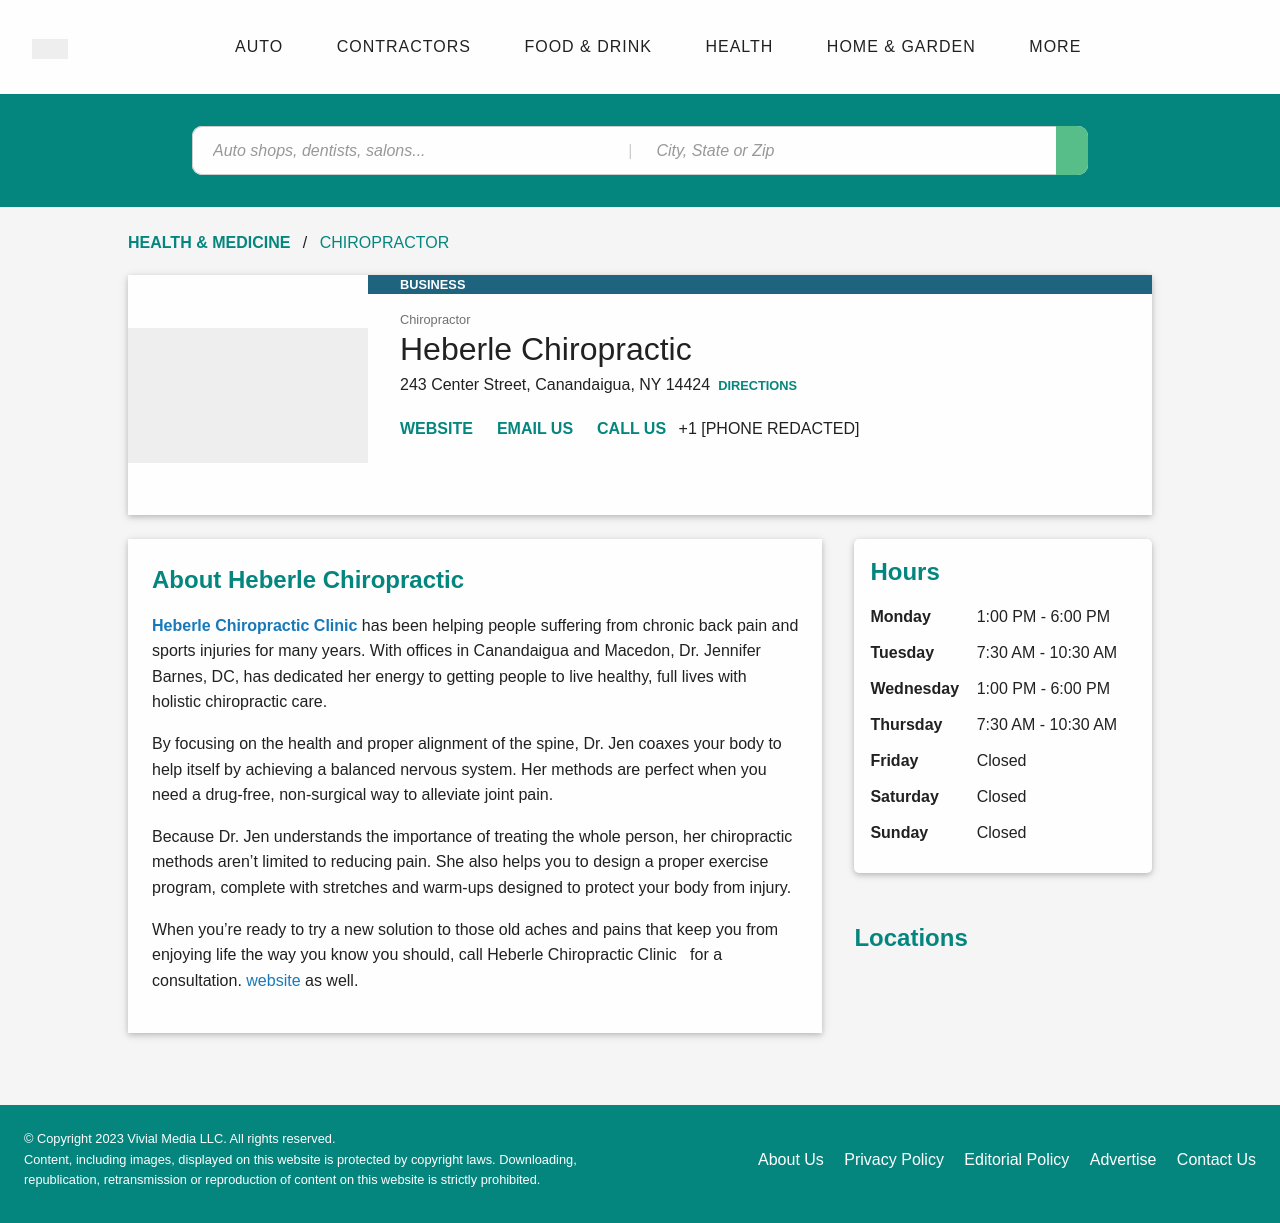 AUTO CONTRACTORS FOOD & DRINK HEALTH HOME & GARDEN MORE
Auto shops, dentists, salons... | City, State or Zip
HEALTH & MEDICINE / CHIROPRACTOR
BUSINESS
Chiropractor
Heberle Chiropractic
243 Center Street, Canandaigua, NY 14424 DIRECTIONS
WEBSITE EMAIL US CALL US +1 [PHONE REDACTED]
About Heberle Chiropractic
Heberle Chiropractic Clinic has been helping people suffering from chronic back pain and
sports injuries for many years. With offices in Canandaigua and Macedon, Dr. Jennifer
Barnes, DC, has dedicated her energy to getting people to live healthy, full lives with
holistic chiropractic care.
By focusing on the health and proper alignment of the spine, Dr. Jen coaxes your body to
help itself by achieving a balanced nervous system. Her methods are perfect when you
need a drug-free, non-surgical way to alleviate joint pain.
Because Dr. Jen understands the importance of treating the whole person, her chiropractic
methods aren’t limited to reducing pain. She also helps you to design a proper exercise
program, complete with stretches and warm-ups designed to protect your body from injury.
When you’re ready to try a new solution to those old aches and pains that keep you from
enjoying life the way you know you should, call Heberle Chiropractic Clinic for a
consultation. website as well.
Hours
Monday 1:00 PM - 6:00 PM
Tuesday 7:30 AM - 10:30 AM
Wednesday 1:00 PM - 6:00 PM
Thursday 7:30 AM - 10:30 AM
Friday Closed
Saturday Closed
Sunday Closed
Locations
© Copyright 2023 Vivial Media LLC. All rights reserved.
Content, including images, displayed on this website is protected by copyright laws. Downloading,
republication, retransmission or reproduction of content on this website is strictly prohibited.
About Us Privacy Policy Editorial Policy Advertise Contact Us